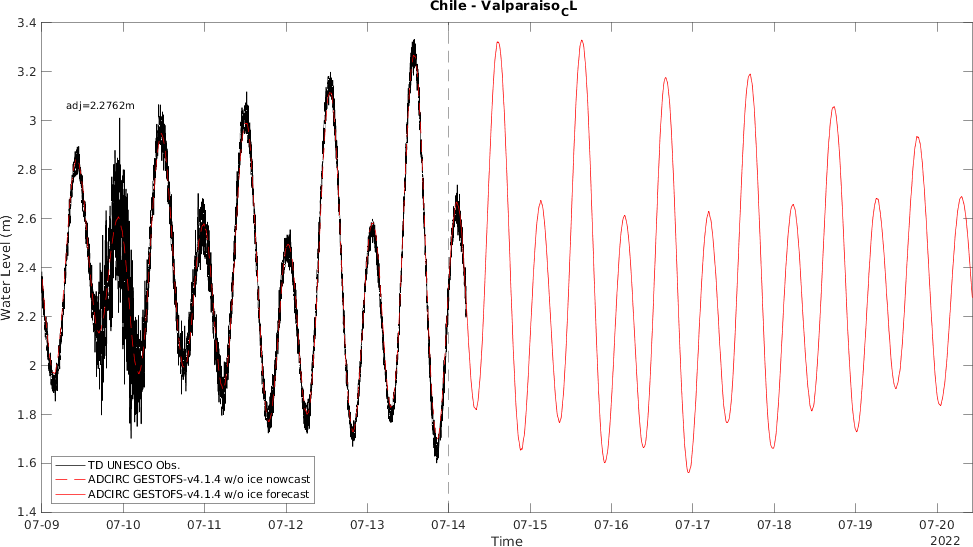 Chile - Valparaiso_CL
3.4
3.2
3
2.8
2.6
2.4
2.2
2
1.8
1.6
1.4
Water Level (m)
adj=2.2762m
TD UNESCO Obs.
ADCIRC GESTOFS-v4.1.4 w/o ice nowcast
ADCIRC GESTOFS-v4.1.4 w/o ice forecast
07-09 07-10 07-11 07-12 07-13 07-14 07-15 07-16 07-17 07-18 07-19 07-20
Time
2022